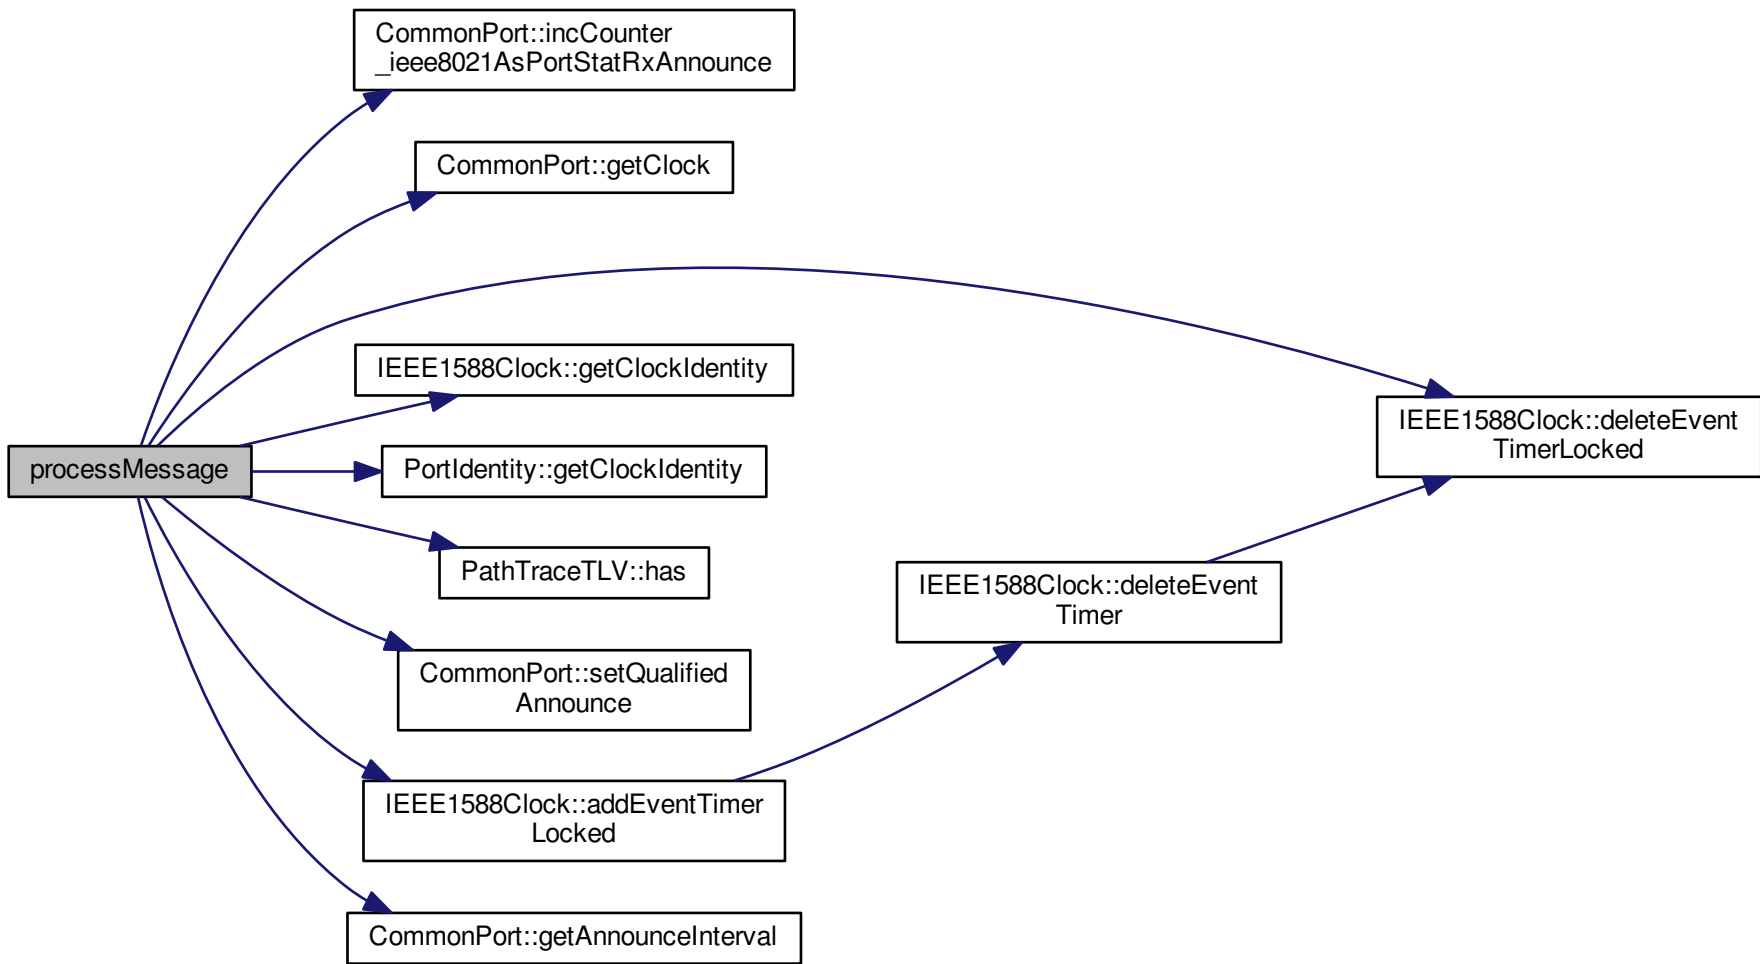 CommonPort::incCounter
_ieee8021AsPortStatRxAnnounce
CommonPort::getClock
IEEE1588Clock::getClockIdentity
IEEE1588Clock::deleteEvent
TimerLocked
processMessage
PortIdentity::getClockIdentity
PathTraceTLV::has
IEEE1588Clock::deleteEvent
Timer
CommonPort::setQualified
Announce
IEEE1588Clock::addEventTimer
Locked
CommonPort::getAnnounceInterval